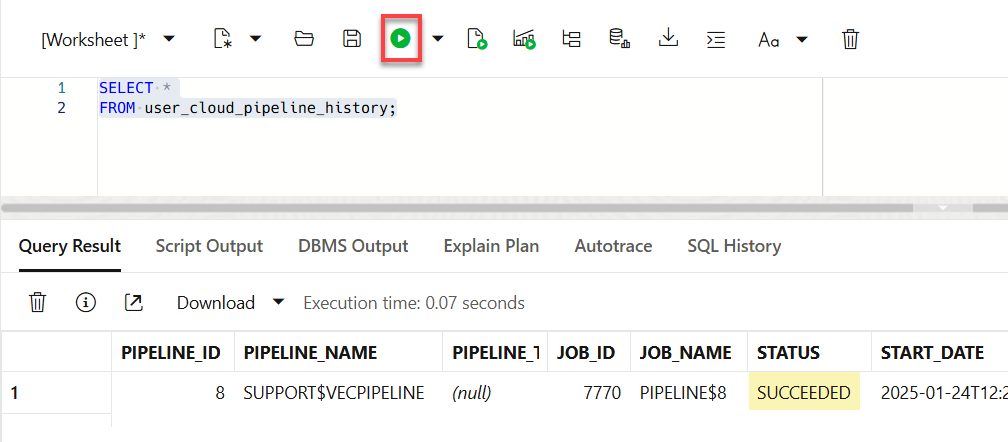 [Worksheet ]*
Aa
1 SELECT *
2 FROM user_cloud_pipeline_history;
Query Result Script Output DBMS Output Explain Plan Autotrace SQL History
Download Execution time: 0.07 seconds
PIPELINE_ID PIPELINE_NAME PIPELINE_T JOB_ID JOB_NAME STATUS START_DATE
1 8 SUPPORT$VECPIPELINE (null) 7770 PIPELINE$8 SUCCEEDED 2025-01-24T12:2